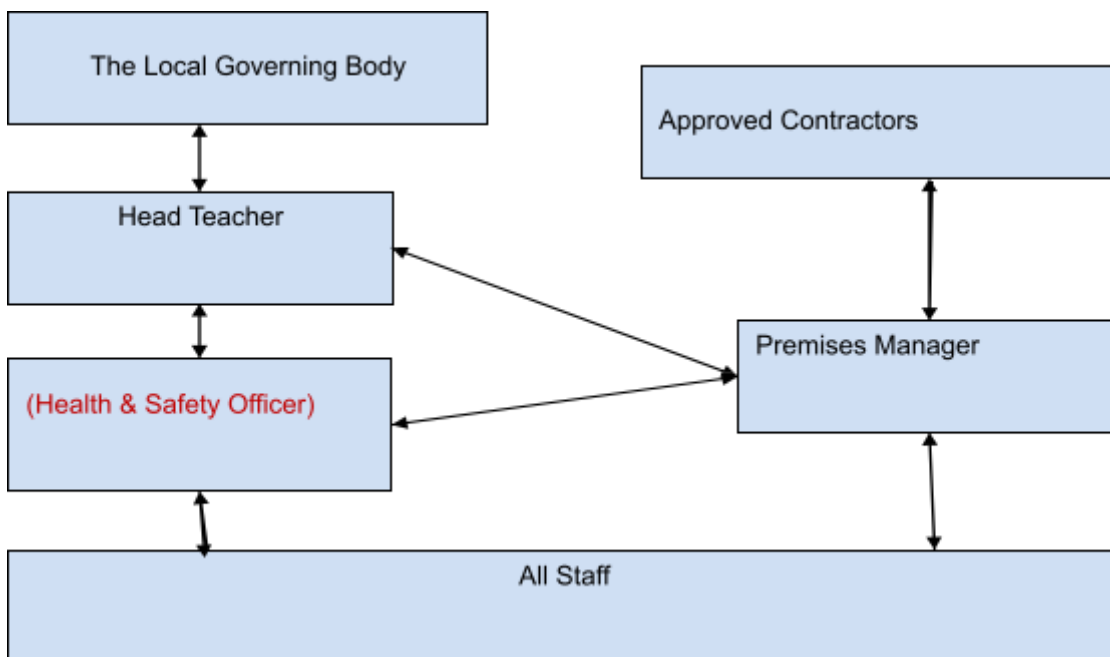 The Local Governing Body
Approved Contractors
Head Teacher
Premises Manager
(Health & Safety Officer)
All Staff